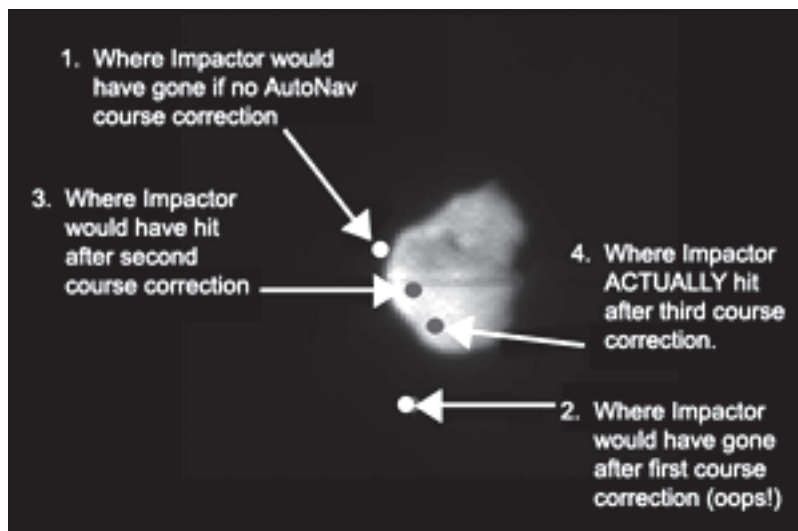 1. Where Impactor would
have gone if no AutoNav
course correction
3. Where Impactor
would have hit
after second
course correction
4. Where Impactor
ACTUALLY hit
after third course
correction.
2. Where Impactor
would have gone
after first course
correction (oops!)